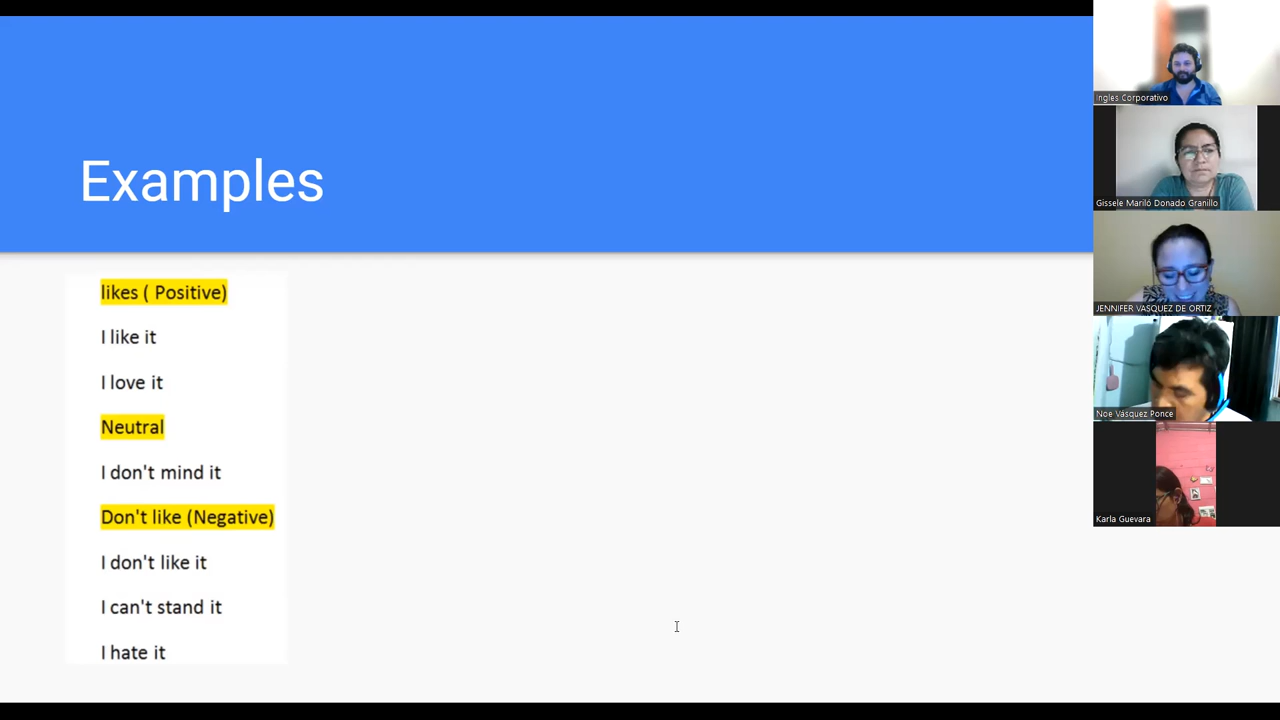 Examples
likes ( Positive)
I like it
I love it
Neutral
I don't mind it
Don't like (Negative)
I don't like it
I can't stand it
I hate it
Ingles Corporativo
Gissele Mariló Donado Granillo
JENNIFER VASQUEZ DE ORTIZ
Noe Vásquez Ponce
Karla Guevara